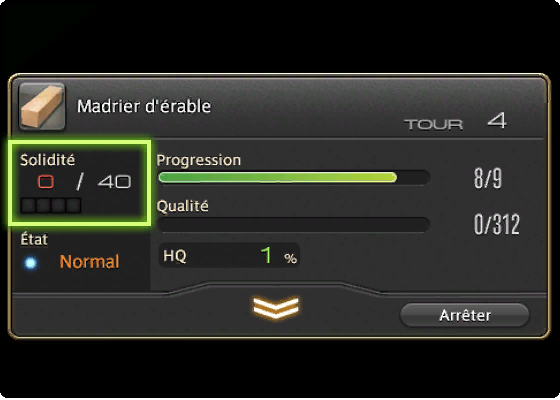 Madrier d'érable
TOUR 4
Solidité
0 / 40
Progression
8/9
Qualité
0/312
État
Normal
HQ 1 %
Arrêter